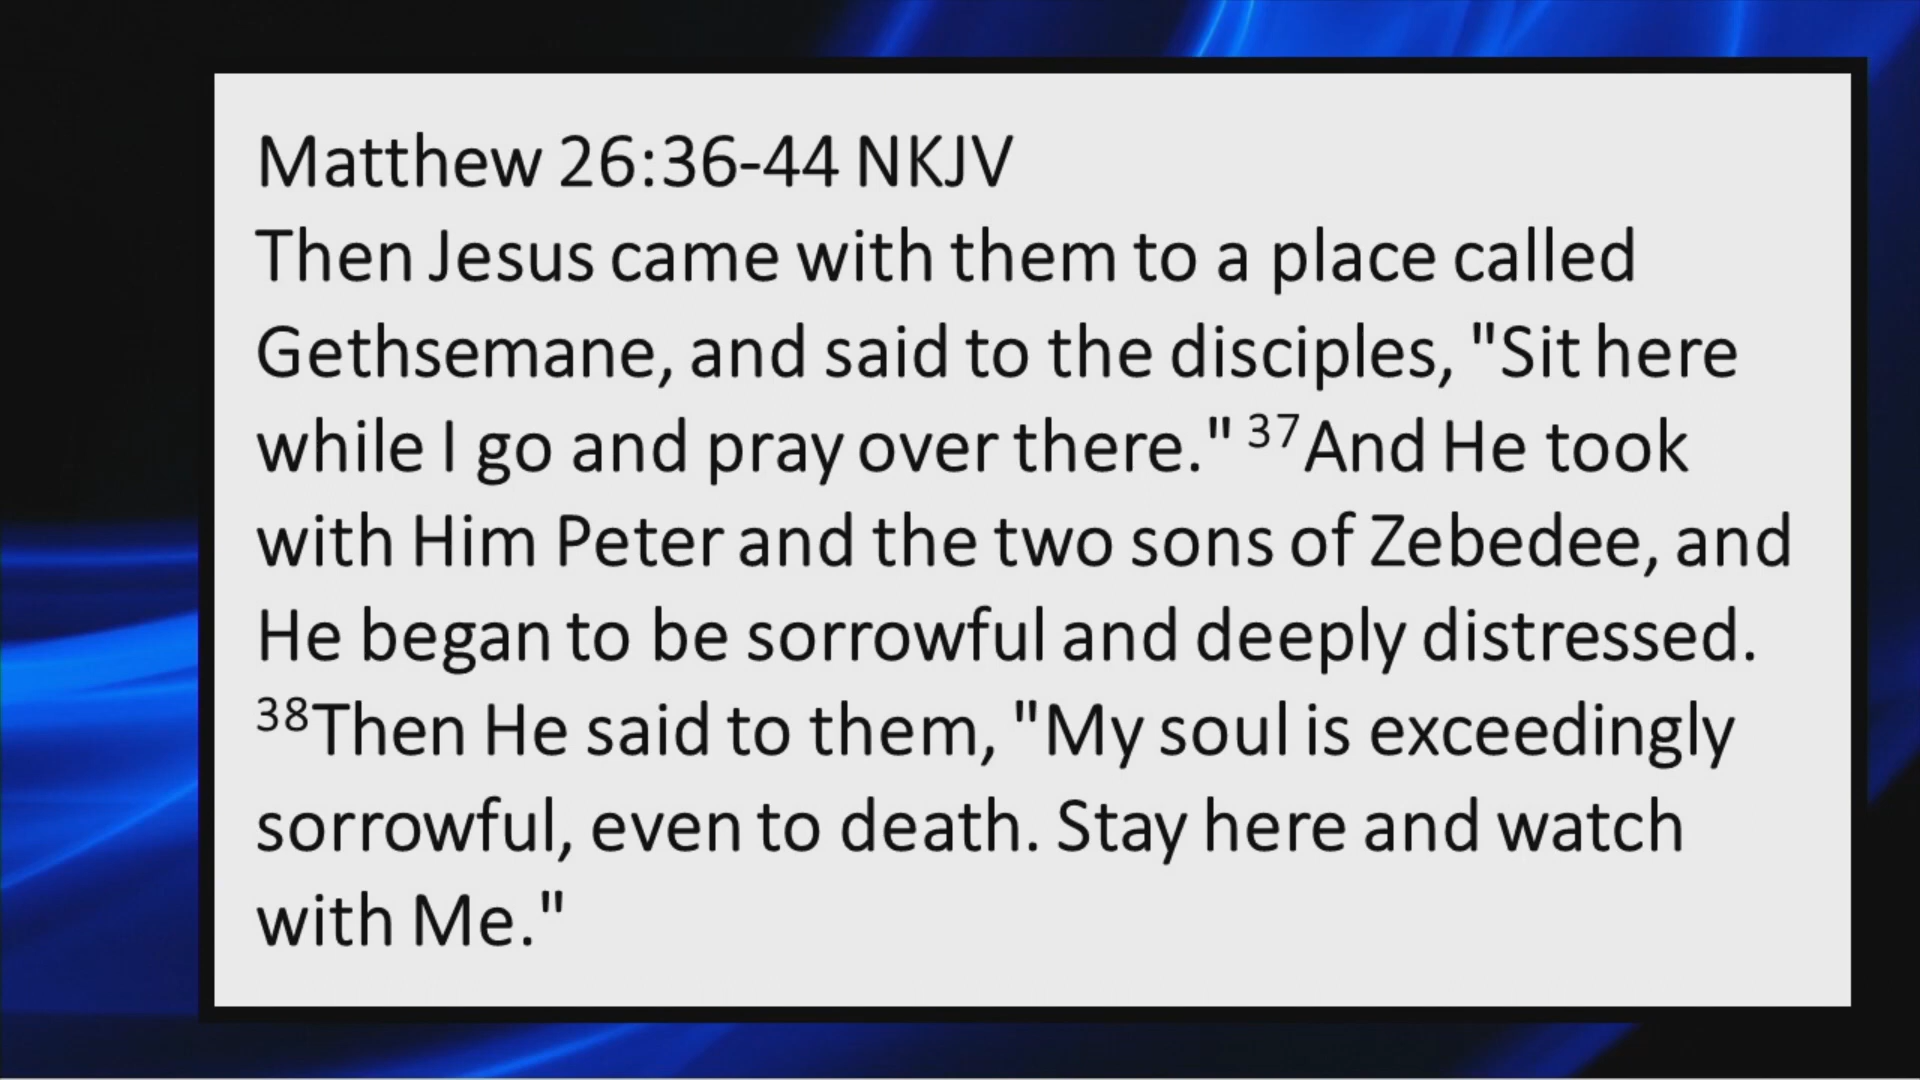 Matthew 26:36-44 NKJV
Then Jesus came with them to a place called
Gethsemane, and said to the disciples, "Sit here
while I go and pray over there." 37And He took
with Him Peter and the two sons of Zebedee, and
He began to be sorrowful and deeply distressed.
38Then He said to them, "My soul is exceedingly
sorrowful, even to death. Stay here and watch
with Me."